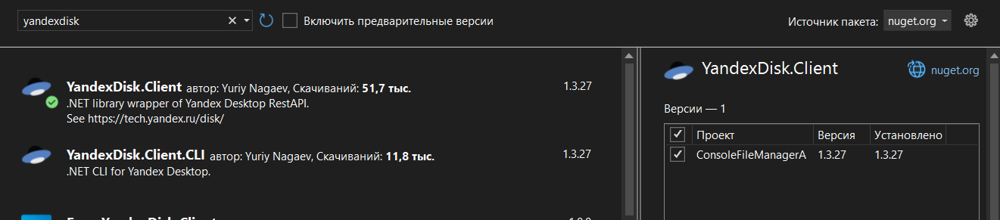 yandexdisk
Включить предварительные версии
Источник пакета: nuget.org
YandexDisk.Client автор: Yuriy Nagaev, Скачиваний: 51,7 тыс.
1.3.27
.NET library wrapper of Yandex Desktop RestAPI.
See https://tech.yandex.ru/disk/
YandexDisk.Client.CLI автор: Yuriy Nagaev, Скачиваний: 11,8 тыс.
1.3.27
.NET CLI for Yandex Desktop.
YandexDisk.Client
nuget.org
Версии — 1
Проект Версия Установлено
ConsoleFileManagerA 1.3.27 1.3.27